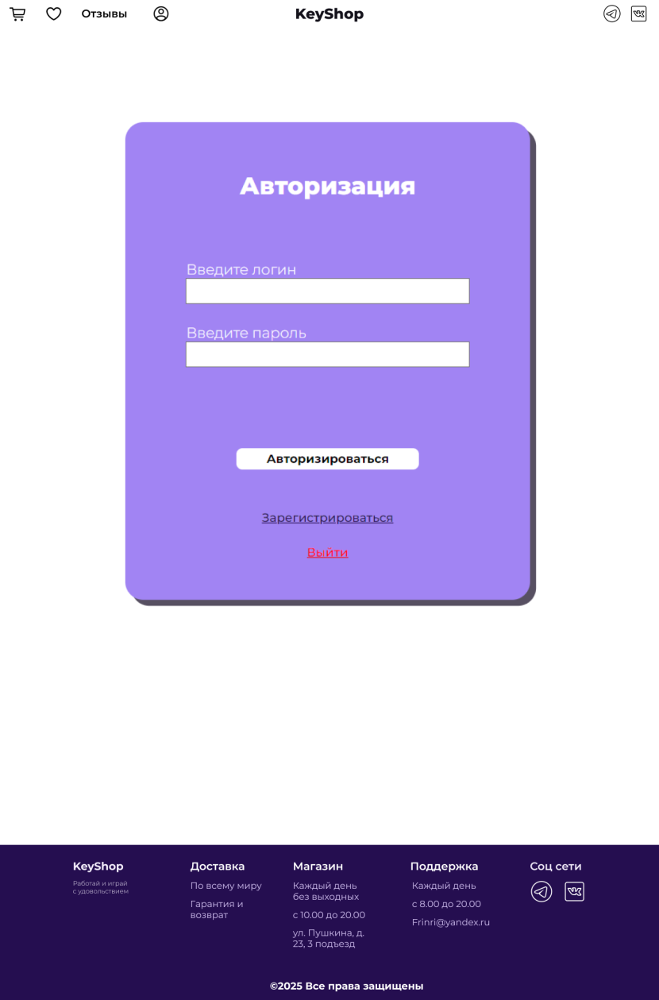 Отзывы
KeyShop
Авторизация
Введите логин
Введите пароль
Авторизироваться
Зарегистрироваться
Выйти
KeyShop
Работай и играй
с удовольствием
Доставка
По всему миру
Гарантия и
возврат
Магазин
Каждый день
без выходных
с 10.00 до 20.00
ул. Пушкина, д.
23, 3 подъезд
Поддержка
Каждый день
с 8.00 до 20.00
Frinri@yandex.ru
Соц сети
©2025 Все права защищены